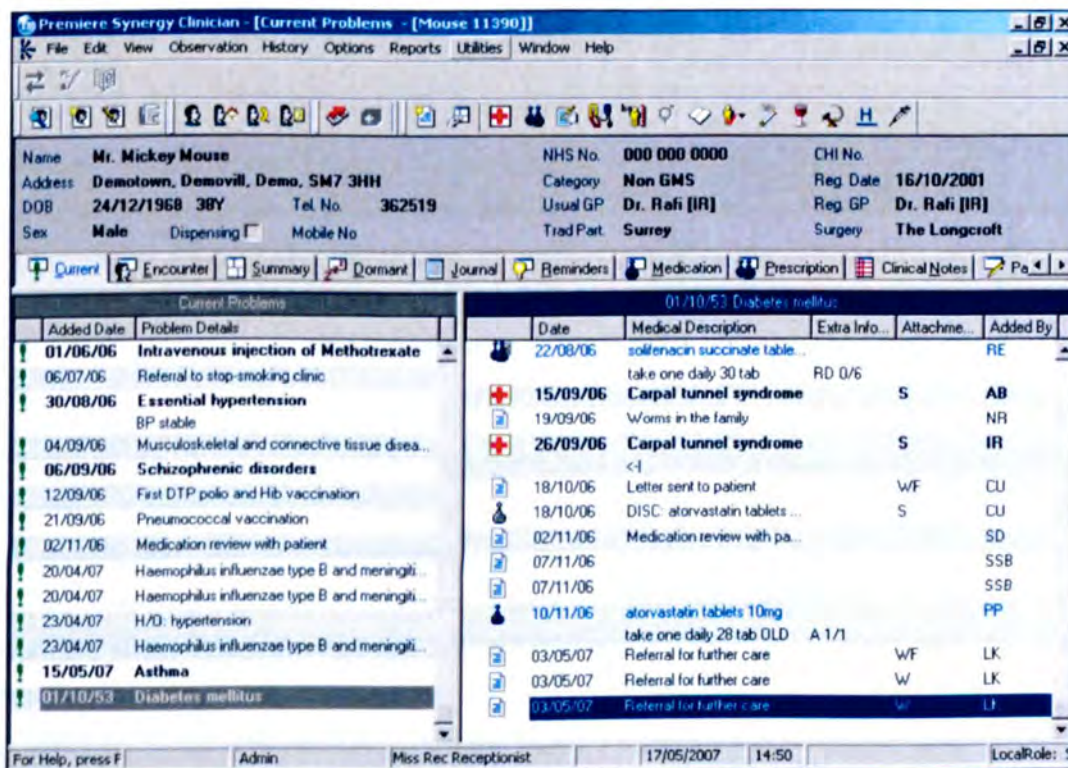 Premiere Synergy Clinician - [Current Problems - [Mouse 11390]]
File Edit View Observation History Options Reports Utilities Window Help
Name Mr. Mickey Mouse NHS No. 000 000 0000 CHI No.
Address Demotown, Demovill, Demo, SM7 3HH Category Non GMS Reg. Date 16/10/2001
DOB 24/12/1968 38Y Tel. No. 362519 Usual GP Dr. Rafi [IR] Reg. GP Dr. Rafi [IR]
Sex Male Dispensing Mobile No Trad Part. Surrey Surgery The Longcroft
Current Encounter Summary Dormant Journal Reminders Medication Prescription Clinical Notes Pa
Current Problems
Added Date Problem Details
01/06/06 Intravenous injection of Methotrexate
06/07/06 Referal to stop-smoking clinic
30/08/06 Essential hypertension
BP stable
04/09/06 Musculoskeletal and connective tissue disea...
06/09/06 Schizophrenic disorders
12/09/06 First DTP polio and Hib vaccination
21/09/06 Pneumococcal vaccination
02/11/06 Medication review with patient
20/04/07 Haemophilus influenzae type B and meningiti...
20/04/07 Haemophilus influenzae type B and meningiti...
23/04/07 H/O: hypertension
23/04/07 Haemophilus influenzae type B and meningiti...
15/05/07 Asthma
01/10/53 Diabetes mellitus
01/10/53 Diabetes mellitus
Date Medical Description Extra Info... Attachme... Added By
22/08/06 solifenacin succinate table... RE
take one daily 30 tab RD 0/6
15/09/06 Carpal tunnel syndrome S AB
19/09/06 Worms in the family NR
26/09/06 Carpal tunnel syndrome S IR
<-I
18/10/06 Letter sent to patient WF CU
18/10/06 DISC: atorvastatin tablets ... S CU
02/11/06 Medication review with pa... SD
07/11/06 SSB
07/11/06 SSB
10/11/06 atorvastatin tablets 10mg PP
take one daily 28 tab OLD A 1/1
03/05/07 Referral for further care WF LK
03/05/07 Referral for further care W LK
03/05/07 Referral for further care W LK
For Help, press F Admin Miss Rec Receptionist 17/05/2007 14:50 LocalRole: